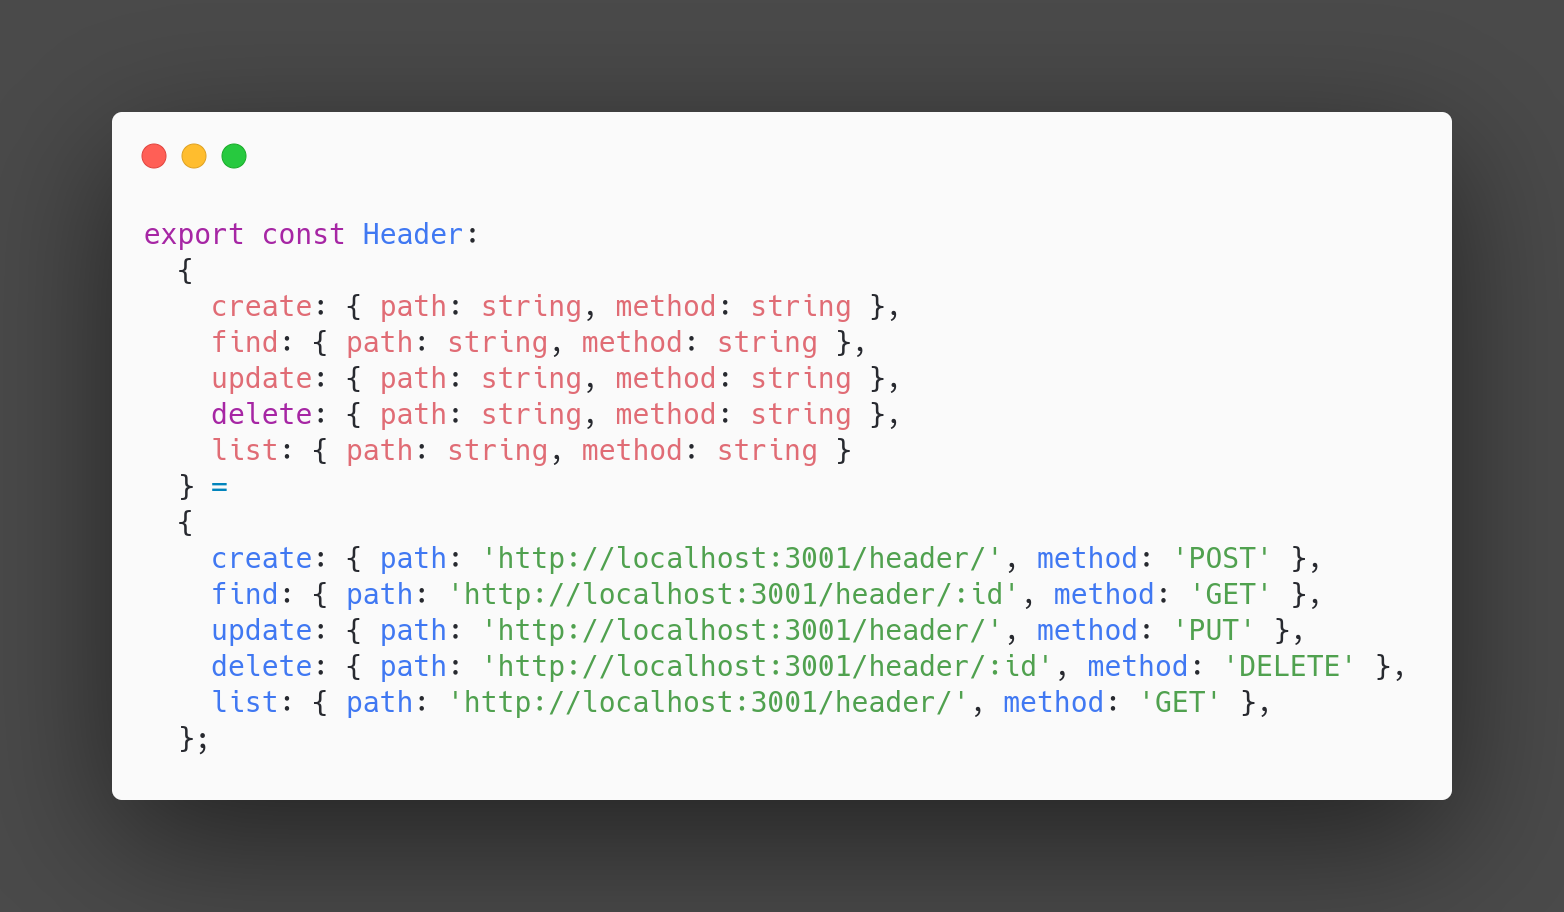 export const Header:
  {
    create: { path: string, method: string },
    find: { path: string, method: string },
    update: { path: string, method: string },
    delete: { path: string, method: string },
    list: { path: string, method: string }
  } =
  {
    create: { path: 'http://localhost:3001/header/', method: 'POST' },
    find: { path: 'http://localhost:3001/header/:id', method: 'GET' },
    update: { path: 'http://localhost:3001/header/', method: 'PUT' },
    delete: { path: 'http://localhost:3001/header/:id', method: 'DELETE' },
    list: { path: 'http://localhost:3001/header/', method: 'GET' },
  };